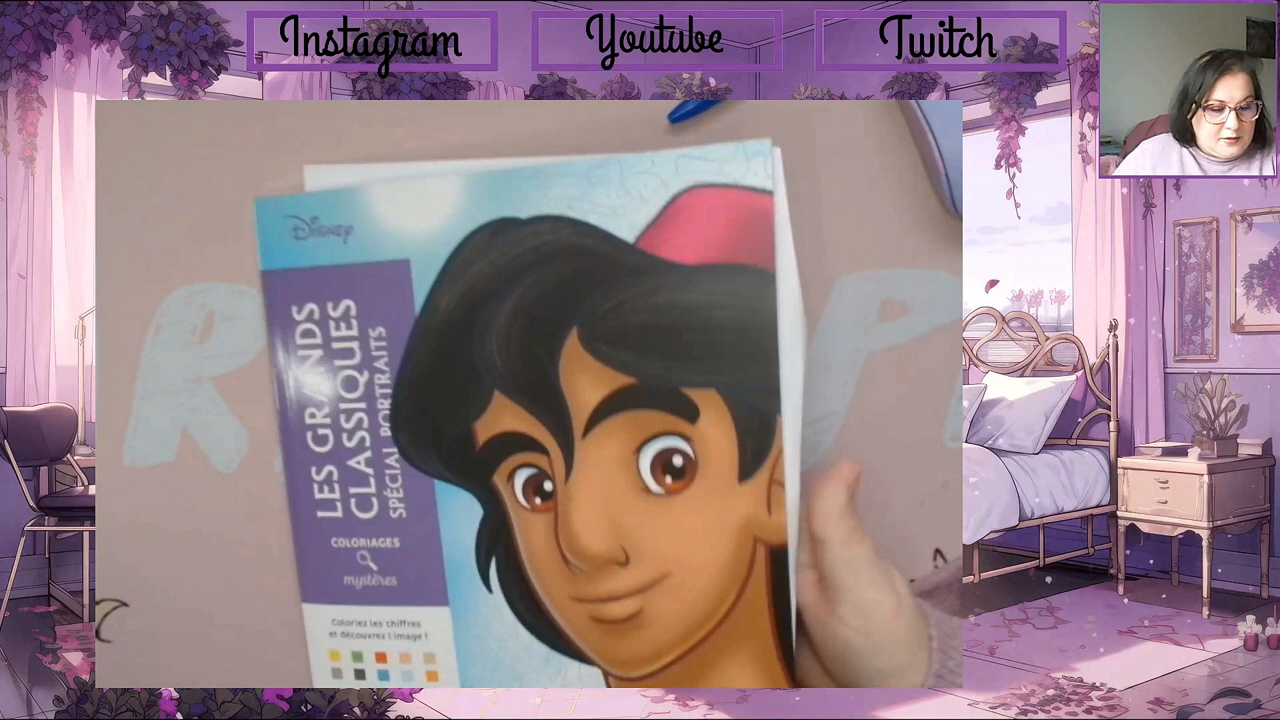 Instagram
Youtube
Twitch
Disney
LES GRANDS
CLASSIQUES
SPÉCIAL PORTRAITS
COLORIAGES
mystères
Coloriez les chiffres
et découvrez l'image !